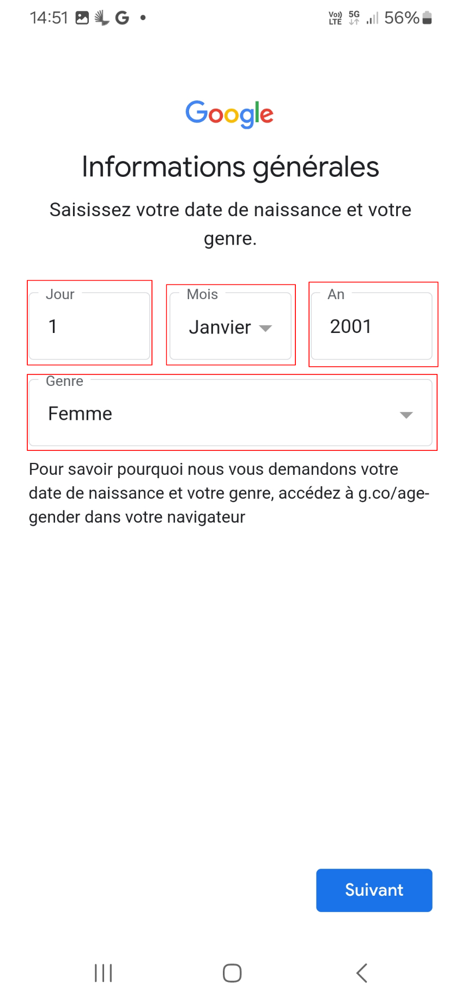 14:51 G • Vo)) LTE 5G 56%
Google
Informations générales
Saisissez votre date de naissance et votre
genre.
Jour Mois An
1 Janvier 2001
Genre
Femme
Pour savoir pourquoi nous vous demandons votre
date de naissance et votre genre, accédez à g.co/age-
gender dans votre navigateur
Suivant